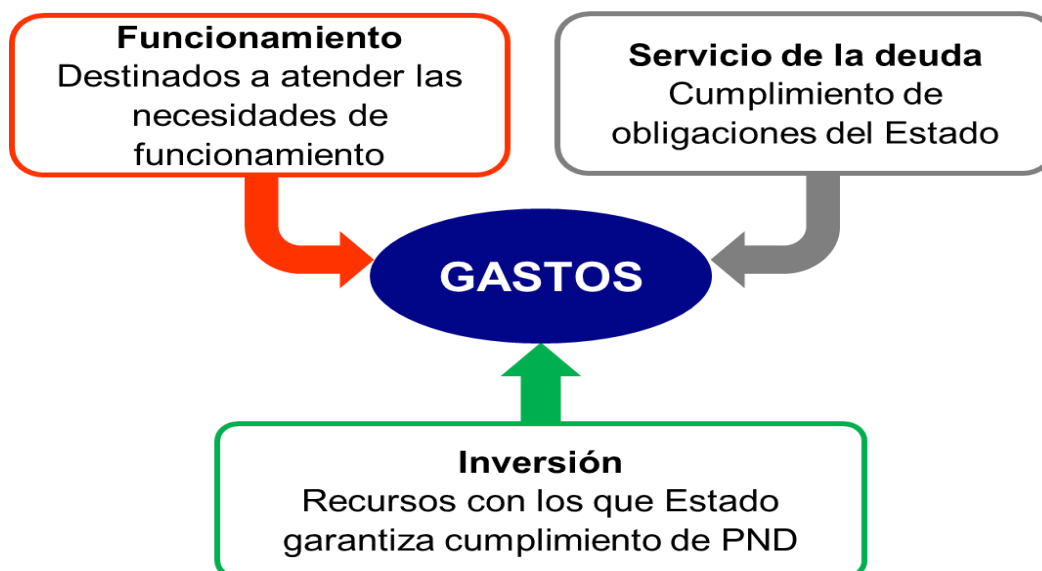 Funcionamiento
Destinados a atender las
necesidades de
funcionamiento
Servicio de la deuda
Cumplimiento de
obligaciones del Estado
GASTOS
Inversión
Recursos con los que Estado
garantiza cumplimiento de PND